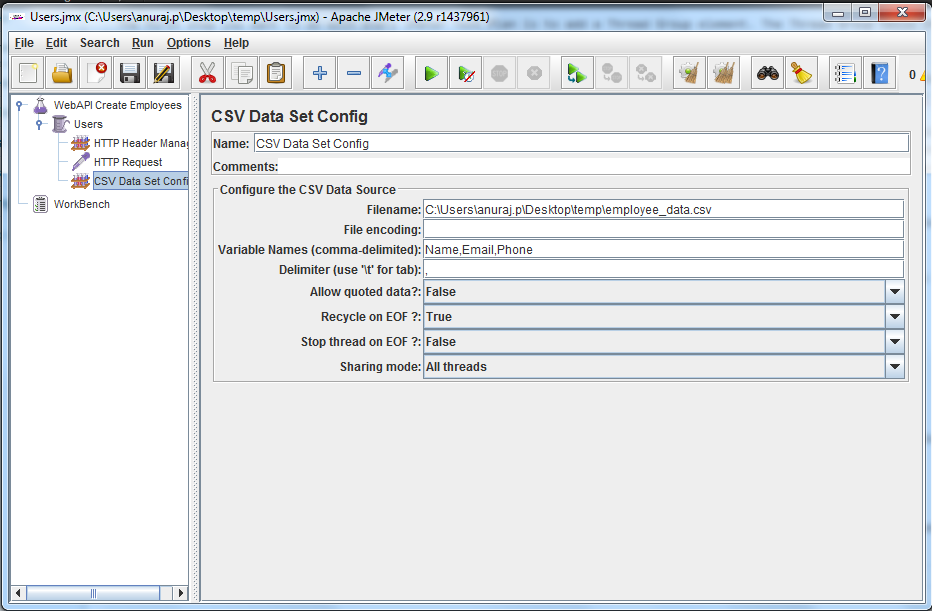 Users.jmx (C:\Users\anuraj.p\Desktop\temp\Users.jmx) - Apache JMeter (2.9 r1437961)
File Edit Search Run Options Help
0
WebAPI Create Employees
Users
HTTP Header Mana
HTTP Request
CSV Data Set Confi
WorkBench
CSV Data Set Config
Name: CSV Data Set Config
Comments:
Configure the CSV Data Source
Filename: C:\Users\anuraj.p\Desktop\temp\employee_data.csv
File encoding:
Variable Names (comma-delimited): Name,Email,Phone
Delimiter (use '\t' for tab): ,
Allow quoted data?: False
Recycle on EOF ?: True
Stop thread on EOF ?: False
Sharing mode: All threads